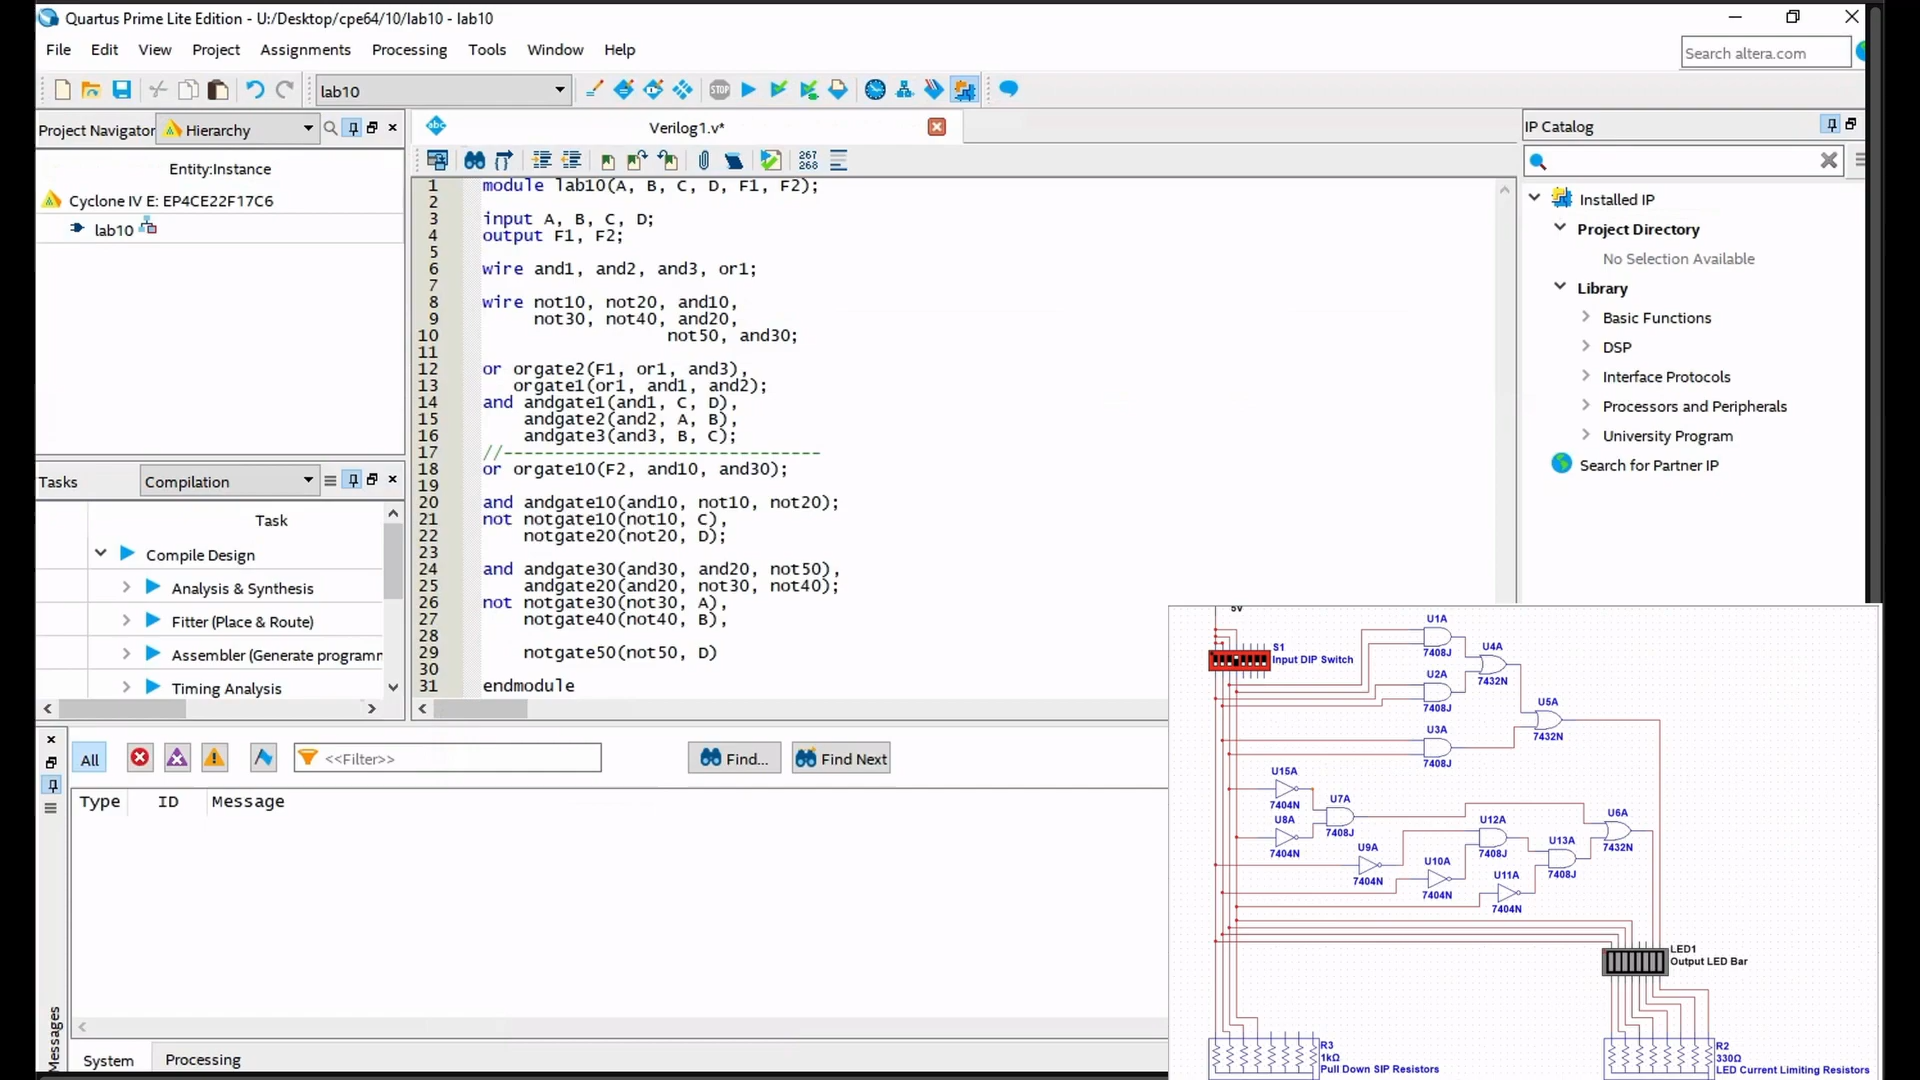 Quartus Prime Lite Edition - U:/Desktop/cpe64/10/lab10 - lab10
File Edit View Project Assignments Processing Tools Window Help
Search altera.com
STOP
lab10
Project Navigator Hierarchy
abc
Verilog1.v*
IP Catalog
267
268
Entity:Instance
Cyclone IV E: EP4CE22F17C6
lab10
1 module lab10(A, B, C, D, F1, F2);
2
3 input A, B, C, D;
4 output F1, F2;
5
6 wire and1, and2, and3, or1;
7
8 wire not10, not20, and10,
9 not30, not40, and20,
10 not50, and30;
11
12 or orgate2(F1, or1, and3),
13 orgate1(or1, and1, and2);
14 and andgate1(and1, C, D),
15 andgate2(and2, A, B),
16 andgate3(and3, B, C);
17 //-------------------------------
18 or orgate10(F2, and10, and30);
19
20 and andgate10(and10, not10, not20);
21 not notgate10(not10, C),
22 notgate20(not20, D);
23
24 and andgate30(and30, and20, not50),
25 andgate20(and20, not30, not40);
26 not notgate30(not30, A),
27 notgate40(not40, B),
28
29 notgate50(not50, D)
30
31 endmodule
Installed IP
Project Directory
No Selection Available
Library
Basic Functions
DSP
Interface Protocols
Processors and Peripherals
University Program
Search for Partner IP
Tasks Compilation
Task
Compile Design
Analysis & Synthesis
Fitter (Place & Route)
Assembler (Generate programm
Timing Analysis
All
<<Filter>>
Find...
Find Next
Type ID Message
Messages
System Processing
5V
S1
Input DIP Switch
U1A
7408J
U4A
7432N
U2A
7408J
U5A
7432N
U3A
7408J
U15A
7404N
U7A
7408J
U8A
7404N
U12A
7408J
U6A
7432N
U9A
7404N
U13A
7408J
U10A
7404N
U11A
7404N
LED1
Output LED Bar
R3
1kΩ
Pull Down SIP Resistors
R2
330Ω
LED Current Limiting Resistors